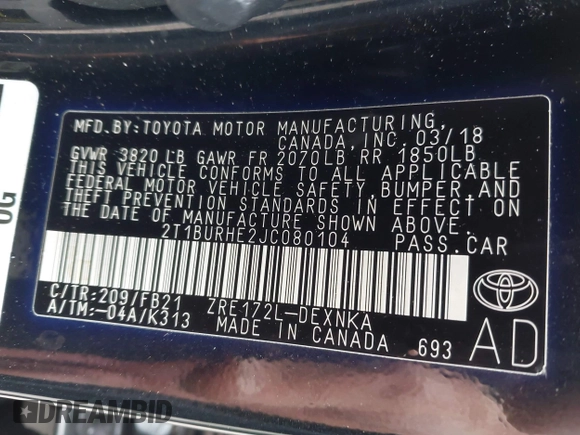 MFD.BY:TOYOTA MOTOR MANUFACTURING,
CANADA, INC. 03/18
GVWR 3820 LB GAWR FR 2070LB RR 1850LB
THIS VEHICLE CONFORMS TO ALL APPLICABLE
FEDERAL MOTOR VEHICLE SAFETY, BUMPER, AND
THEFT PREVENTION STANDARDS IN EFFECT ON
THE DATE OF MANUFACTURE SHOWN ABOVE.
2T1BURHE2JC080104 PASS.CAR
C/TR:209/FB21 ZRE172L-DEXNKA
A/TM:-04A/K313 MADE IN CANADA 693
AD
OG
DREAMBID